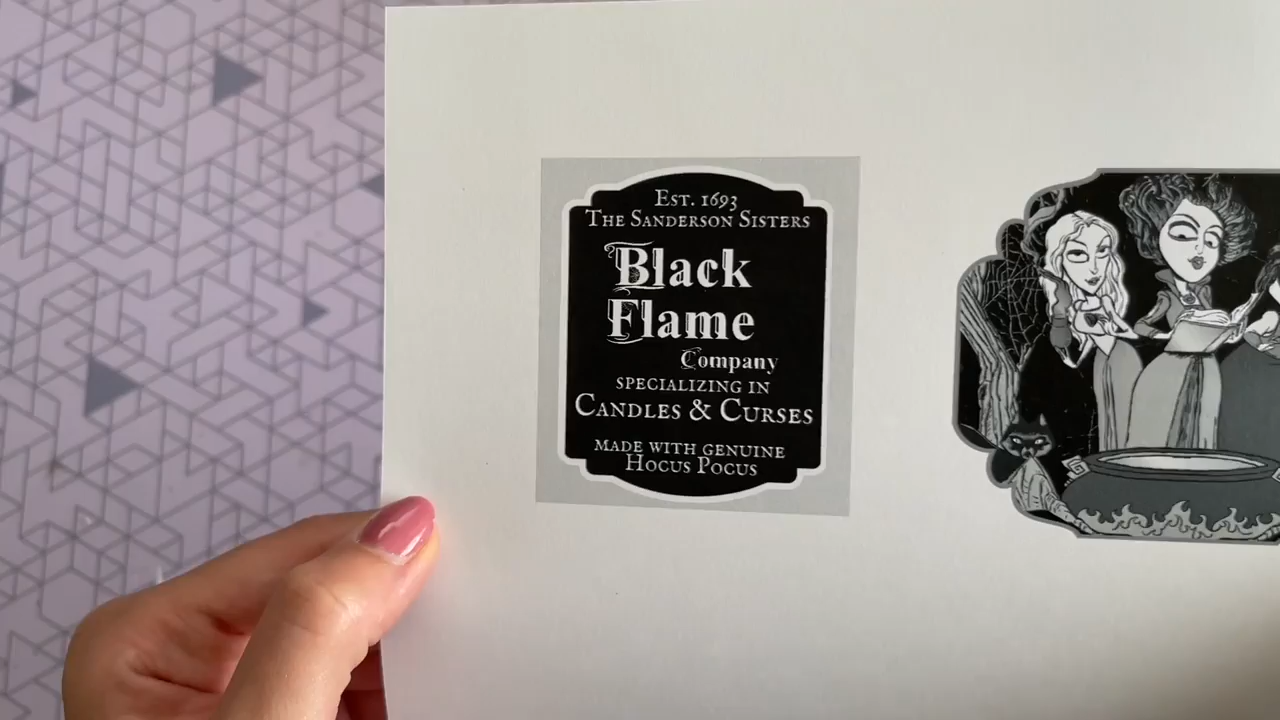 Est. 1693
The Sanderson Sisters
Black
Flame
Company
specializing in
Candles & Curses
made with genuine
Hocus Pocus